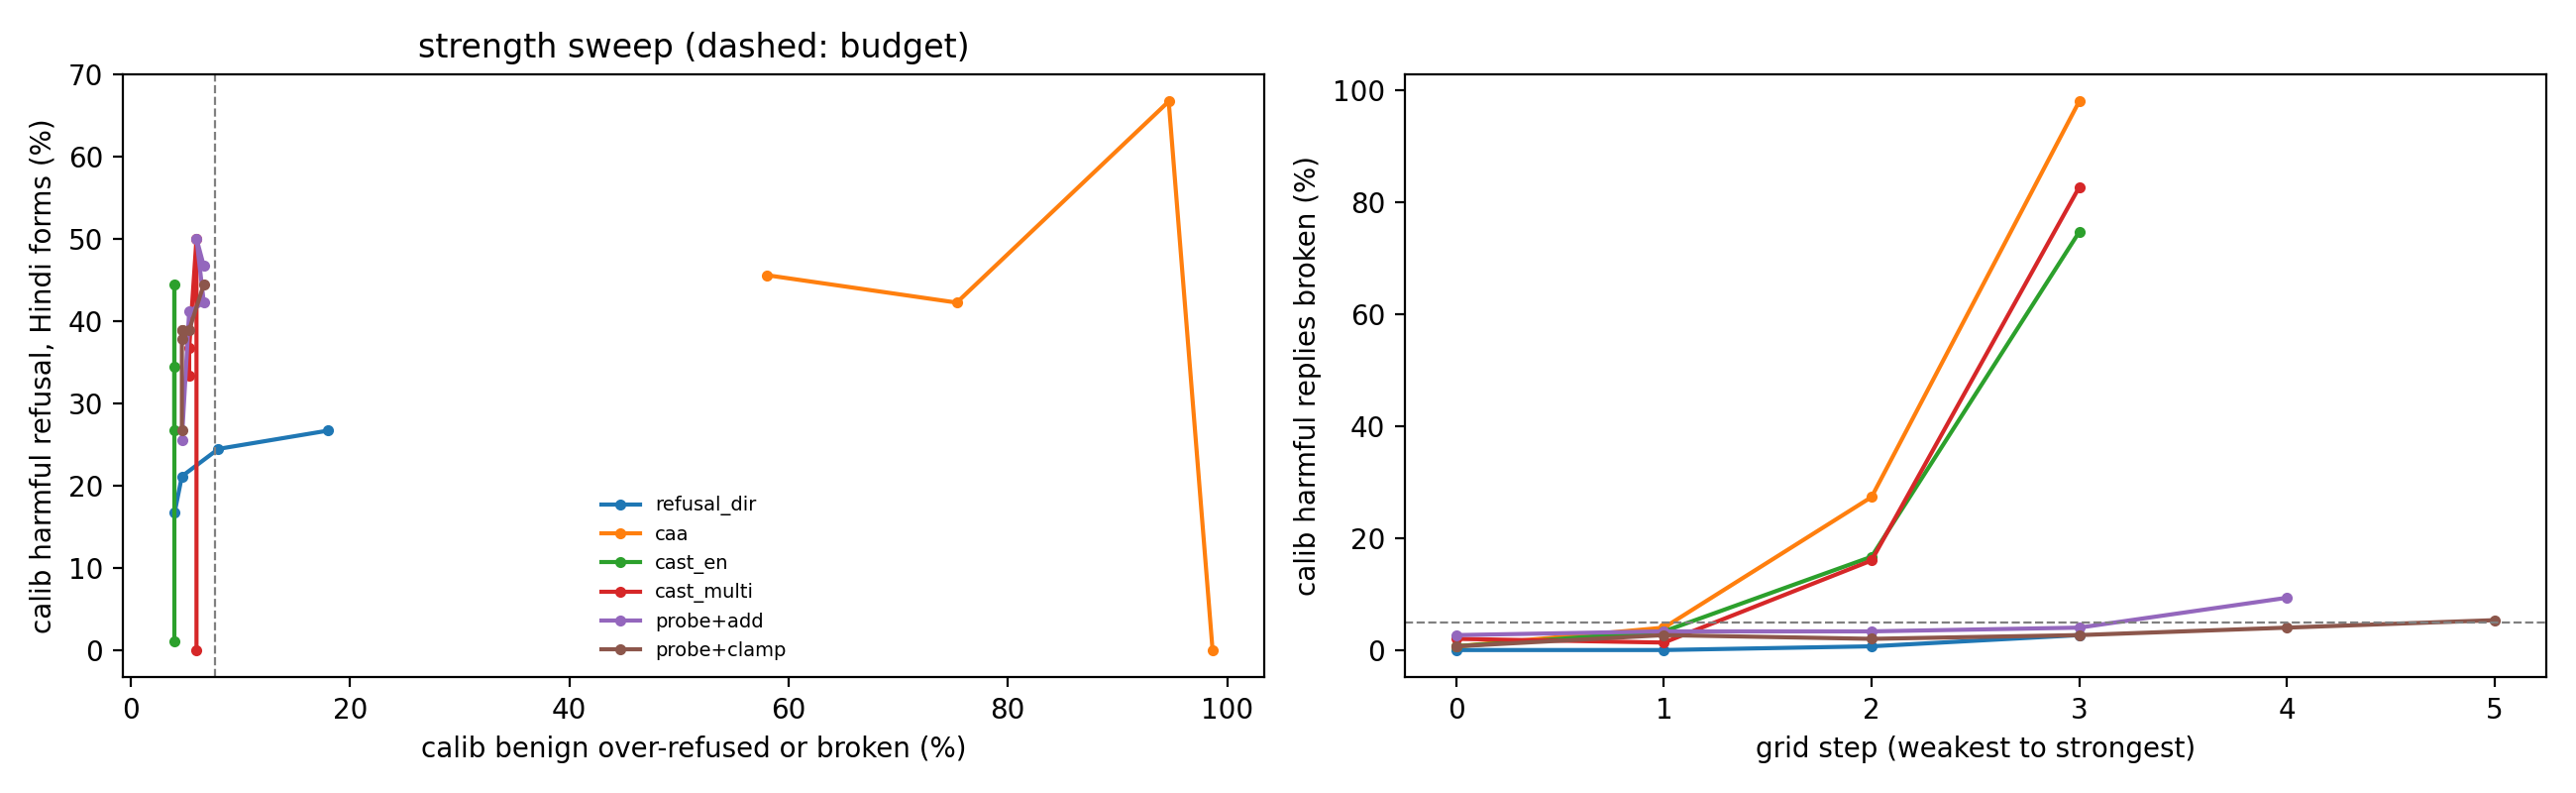 strength sweep (dashed: budget)
calib harmful refusal, Hindi forms (%)
70
60
50
40
30
20
10
0
refusal_dir
caa
cast_en
cast_multi
probe+add
probe+clamp
0 20 40 60 80 100
calib benign over-refused or broken (%)
calib harmful replies broken (%)
100
80
60
40
20
0
0 1 2 3 4 5
grid step (weakest to strongest)